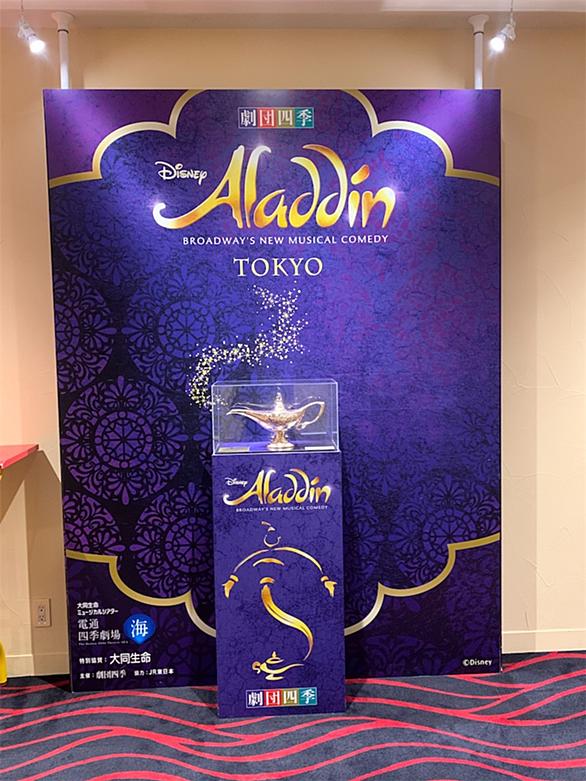 劇団四季
Disney
Aladdin
BROADWAY'S NEW MUSICAL COMEDY
TOKYO
Disney
Aladdin
BROADWAY'S NEW MUSICAL COMEDY
大同生命
ミュージカルシアター
電通
四季劇場
海
特別協賛：大同生命
主催：劇団四季 協力：JR東日本
©Disney
劇団四季